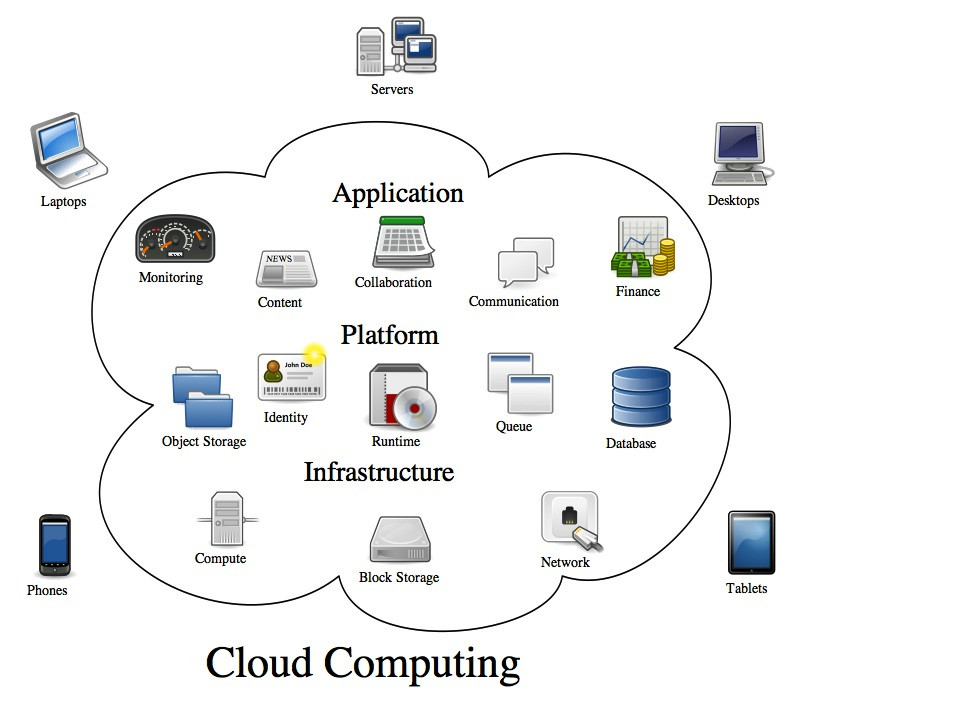 Servers
Laptops
Desktops
Application
Monitoring
NEWS
Content
Collaboration
Communication
Finance
Platform
John Doe
Object Storage
Identity
Runtime
Queue
Database
Infrastructure
Compute
Block Storage
Network
Phones
Tablets
Cloud Computing